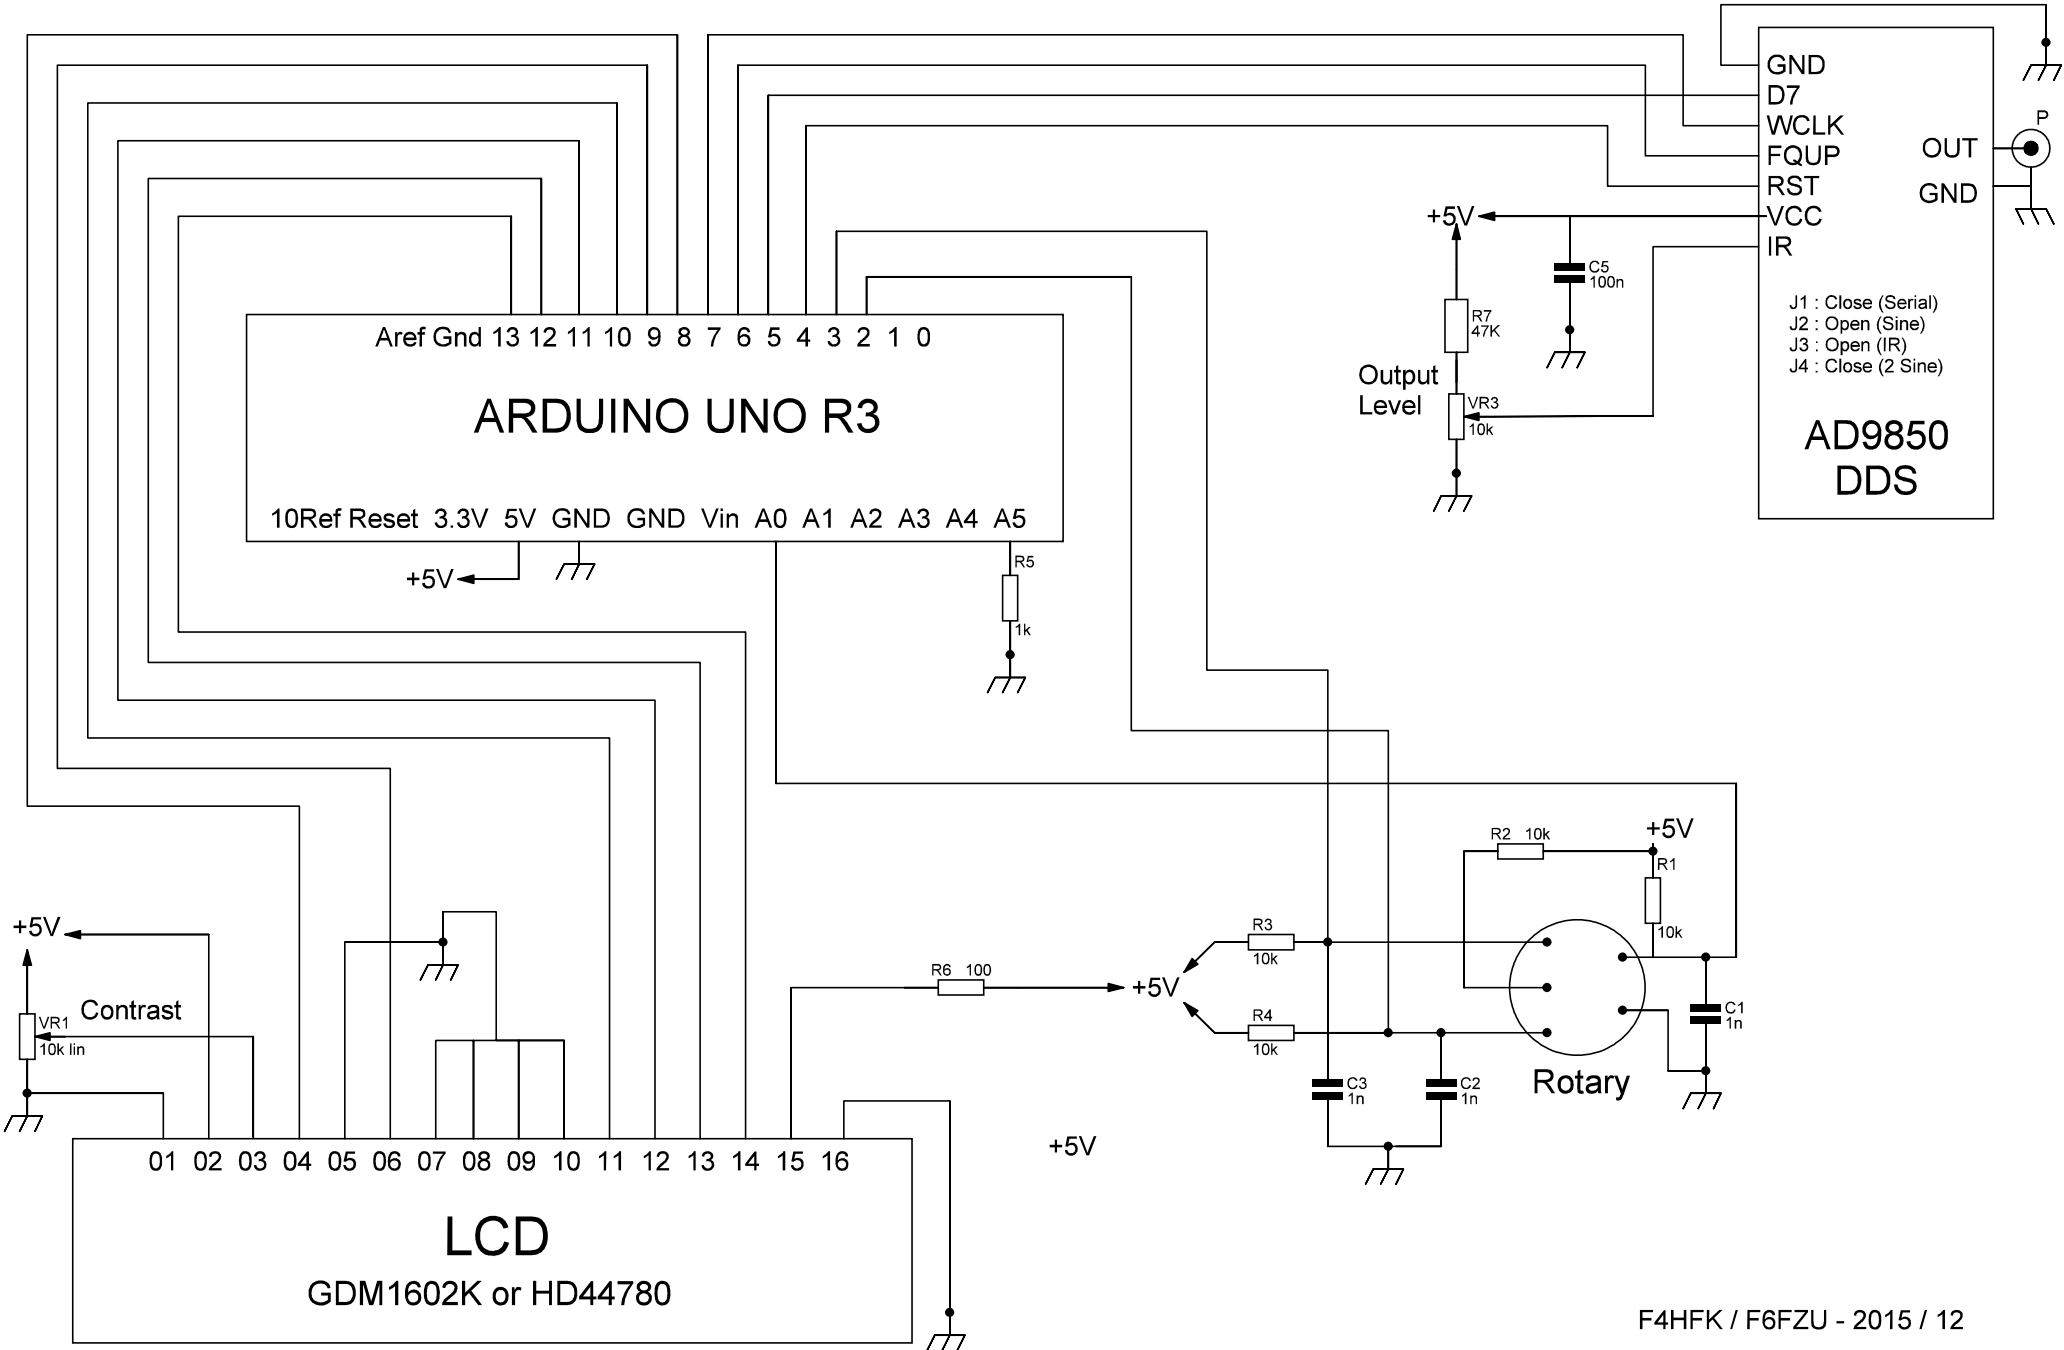 GND
D7
WCLK
FQUP
RST
VCC
IR
OUT
GND
P
J1 : Close (Serial)
J2 : Open (Sine)
J3 : Open (IR)
J4 : Close (2 Sine)
AD9850
DDS
+5V
C5
100n
R7
47K
Output
Level
VR3
10k
Aref Gnd 13 12 11 10 9 8 7 6 5 4 3 2 1 0
ARDUINO UNO R3
10Ref Reset 3.3V 5V GND GND Vin A0 A1 A2 A3 A4 A5
+5V
R5
1k
+5V
R2 10k
R1
10k
R3
10k
+5V
R4
10k
R6 100
C1
1n
Rotary
C3
1n
C2
1n
+5V
+5V
Contrast
VR1
10k lin
01 02 03 04 05 06 07 08 09 10 11 12 13 14 15 16
LCD
GDM1602K or HD44780
F4HFK / F6FZU - 2015 / 12